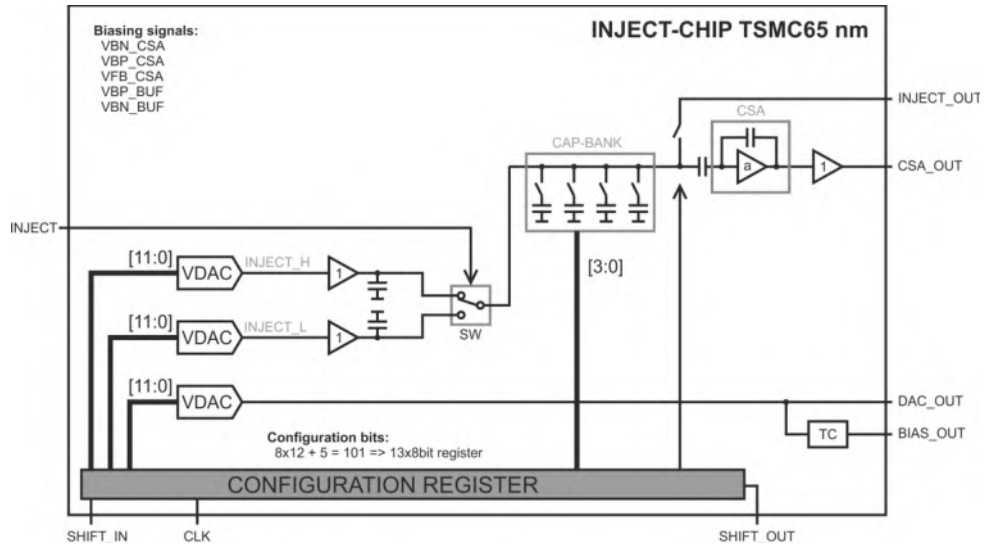 INJECT-CHIP TSMC65 nm
Biasing signals:
VBN_CSA
VBP_CSA
VFB_CSA
VBP_BUF
VBN_BUF
INJECT_OUT
CSA
CAP-BANK
a
1
CSA_OUT
INJECT
[11:0]
VDAC
INJECT_H
1
[3:0]
SW
[11:0]
VDAC
INJECT_L
1
[11:0]
VDAC
DAC_OUT
TC
BIAS_OUT
Configuration bits:
8x12 + 5 = 101 => 13x8bit register
CONFIGURATION REGISTER
SHIFT_IN
CLK
SHIFT_OUT